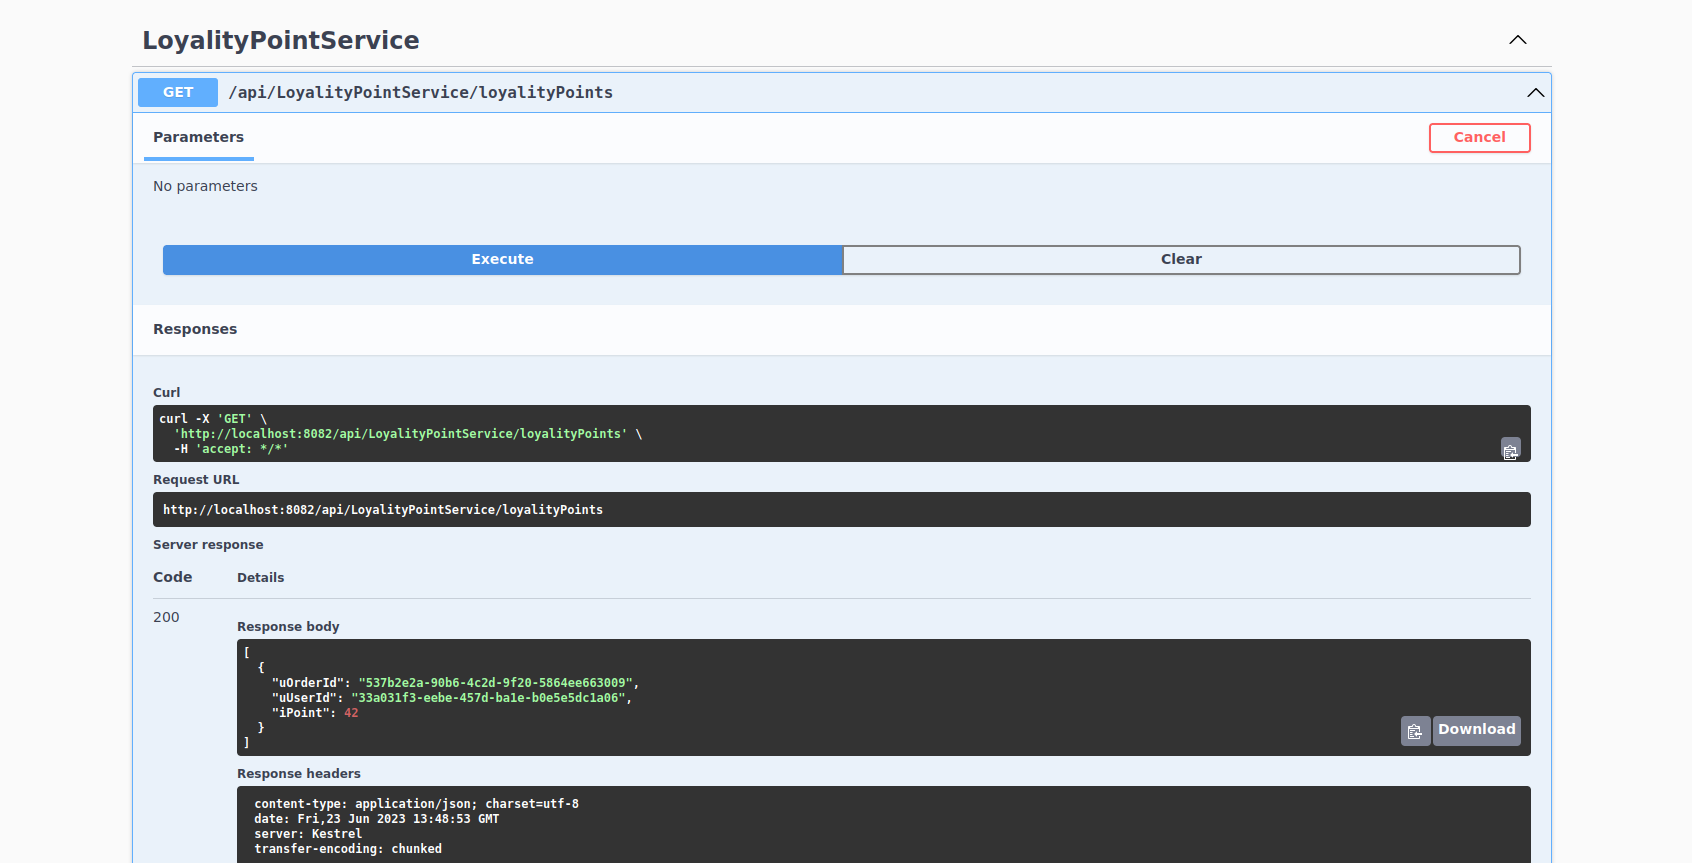 LoyalityPointService
GET /api/LoyalityPointService/loyalityPoints
Parameters
Cancel
No parameters
Execute
Clear
Responses
Curl
curl -X 'GET' \
'http://localhost:8082/api/LoyalityPointService/loyalityPoints' \
-H 'accept: */*'
Request URL
http://localhost:8082/api/LoyalityPointService/loyalityPoints
Server response
Code Details
200
Response body
[
{
"uOrderId": "537b2e2a-90b6-4c2d-9f20-5864ee663009",
"uUserId": "33a031f3-eebe-457d-ba1e-b0e5e5dc1a06",
"iPoint": 42
}
]
Download
Response headers
content-type: application/json; charset=utf-8
date: Fri,23 Jun 2023 13:48:53 GMT
server: Kestrel
transfer-encoding: chunked